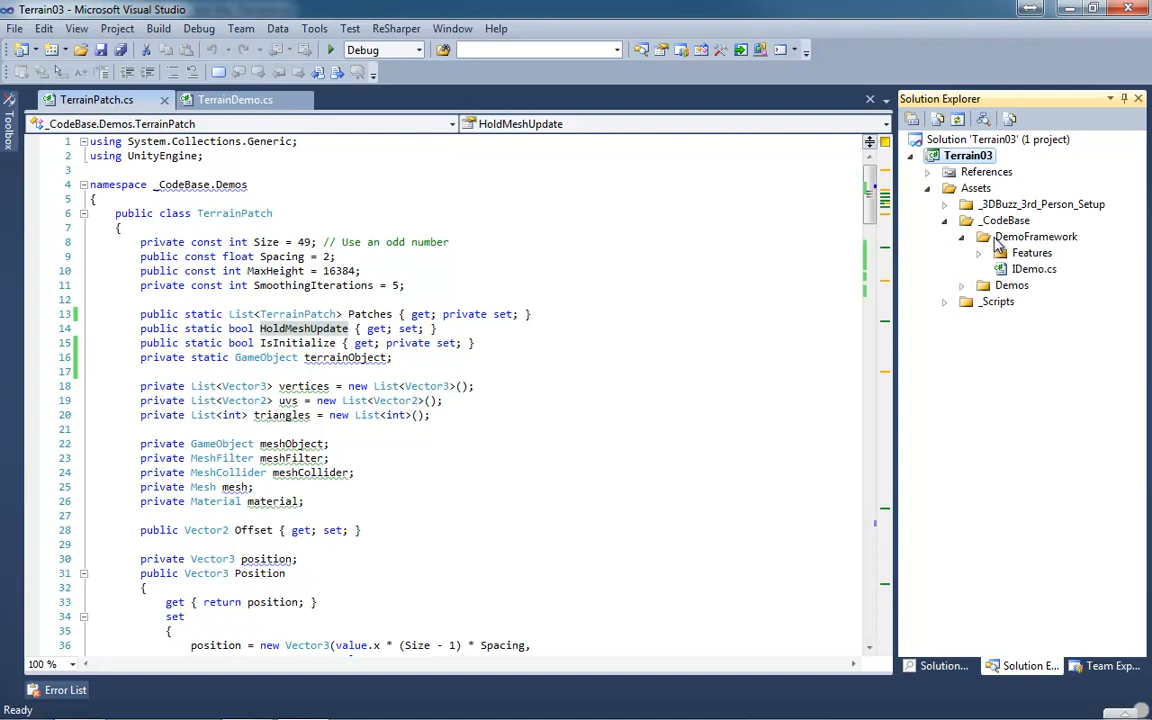 Terrain03 - Microsoft Visual Studio
File Edit View Project Build Debug Team Data Tools Test ReSharper Window Help
Debug
TerrainPatch.cs TerrainDemo.cs
_CodeBase.Demos.TerrainPatch HoldMeshUpdate
1 using System.Collections.Generic;
2 using UnityEngine;
3
4 namespace _CodeBase.Demos
5 {
6 public class TerrainPatch
7 {
8 private const int Size = 49; // Use an odd number
9 public const float Spacing = 2;
10 public const int MaxHeight = 16384;
11 private const int SmoothingIterations = 5;
12
13 public static List<TerrainPatch> Patches { get; private set; }
14 public static bool HoldMeshUpdate { get; set; }
15 public static bool IsInitialize { get; private set; }
16 private static GameObject terrainObject;
17
18 private List<Vector3> vertices = new List<Vector3>();
19 private List<Vector2> uvs = new List<Vector2>();
20 private List<int> triangles = new List<int>();
21
22 private GameObject meshObject;
23 private MeshFilter meshFilter;
24 private MeshCollider meshCollider;
25 private Mesh mesh;
26 private Material material;
27
28 public Vector2 Offset { get; set; }
29
30 private Vector3 position;
31 public Vector3 Position
32 {
33 get { return position; }
34 set
35 {
36 position = new Vector3(value.x * (Size - 1) * Spacing,
100 %
Error List
Ready
Toolbox
Solution Explorer
Solution 'Terrain03' (1 project)
Terrain03
References
Assets
_3DBuzz_3rd_Person_Setup
_CodeBase
DemoFramework
Features
IDemo.cs
Demos
_Scripts
Solution... Solution E... Team Exp...